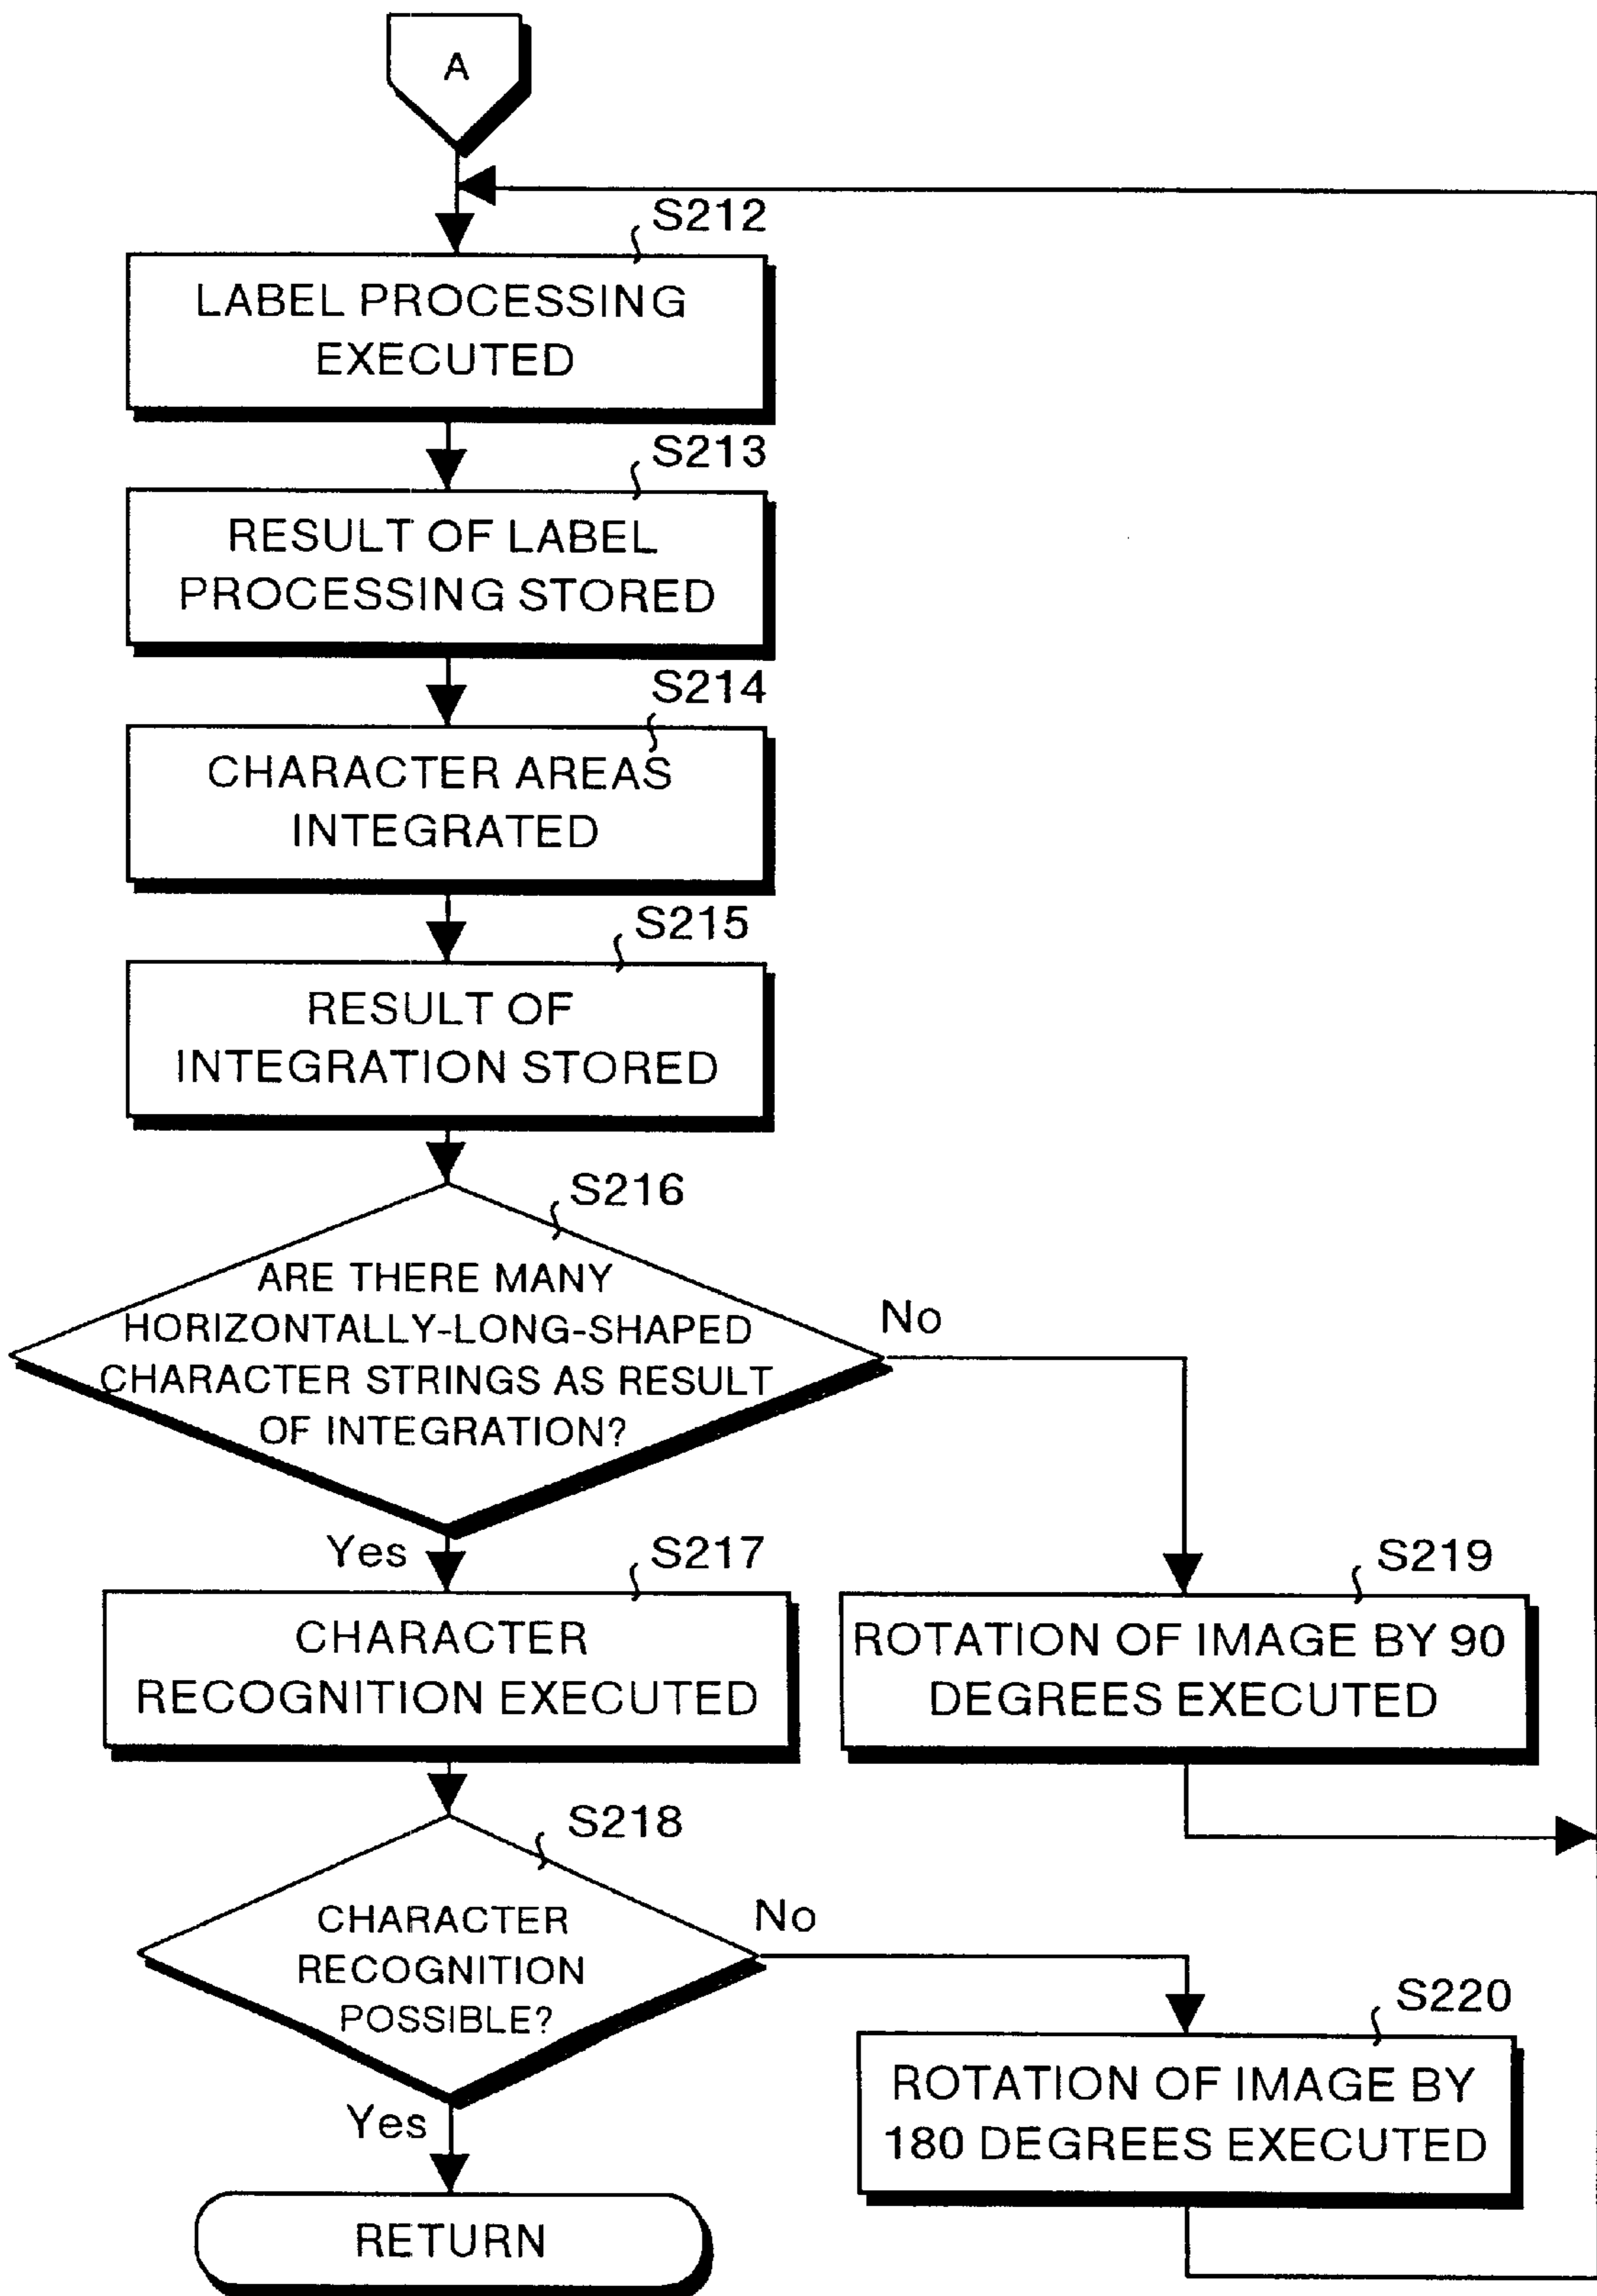 A
S212
LABEL PROCESSING
EXECUTED
S213
RESULT OF LABEL
PROCESSING STORED
S214
CHARACTER AREAS
INTEGRATED
S215
RESULT OF
INTEGRATION STORED
S216
ARE THERE MANY
HORIZONTALLY-LONG-SHAPED
CHARACTER STRINGS AS RESULT
OF INTEGRATION?
No
Yes
S217
CHARACTER
RECOGNITION EXECUTED
S219
ROTATION OF IMAGE BY 90
DEGREES EXECUTED
S218
CHARACTER
RECOGNITION
POSSIBLE?
No
Yes
S220
ROTATION OF IMAGE BY
180 DEGREES EXECUTED
RETURN